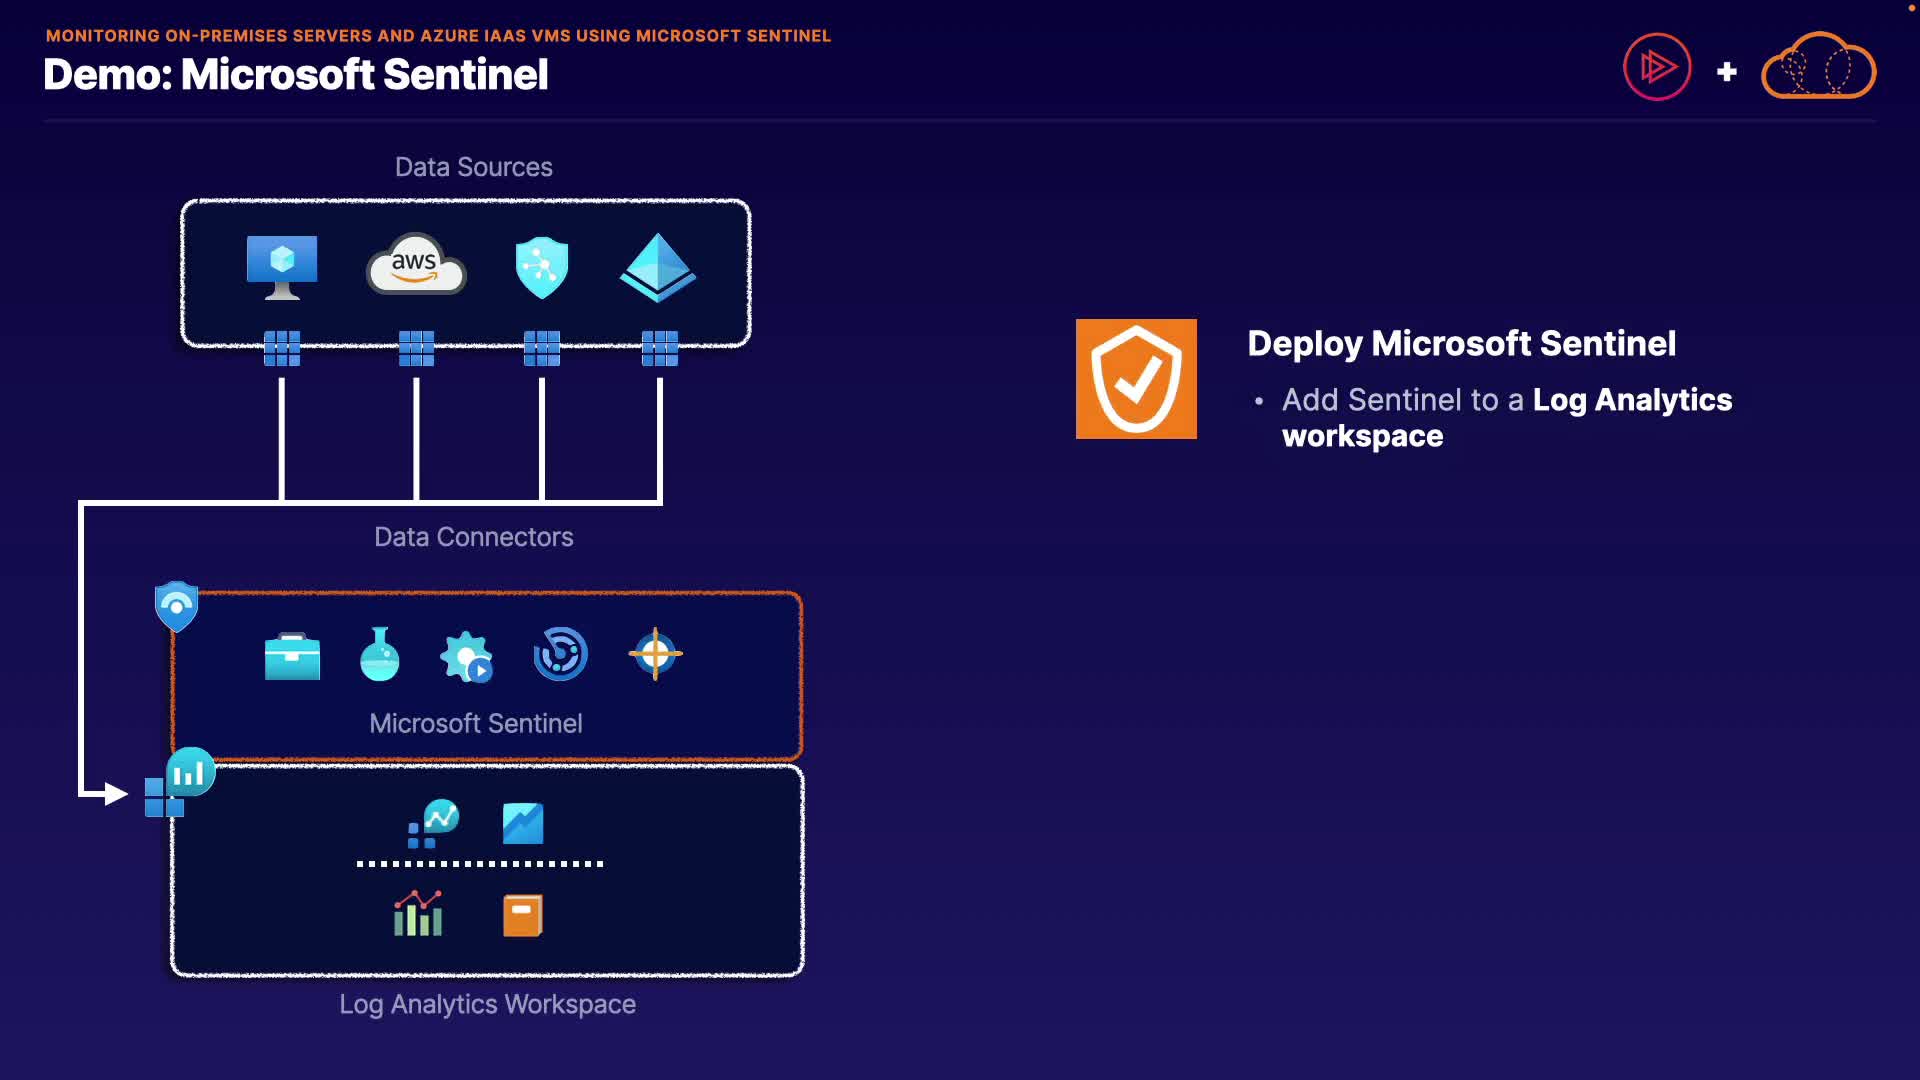 MONITORING ON-PREMISES SERVERS AND AZURE IAAS VMS USING MICROSOFT SENTINEL
Demo: Microsoft Sentinel
Data Sources
aws
Data Connectors
Microsoft Sentinel
Log Analytics Workspace
Deploy Microsoft Sentinel
• Add Sentinel to a Log Analytics
workspace